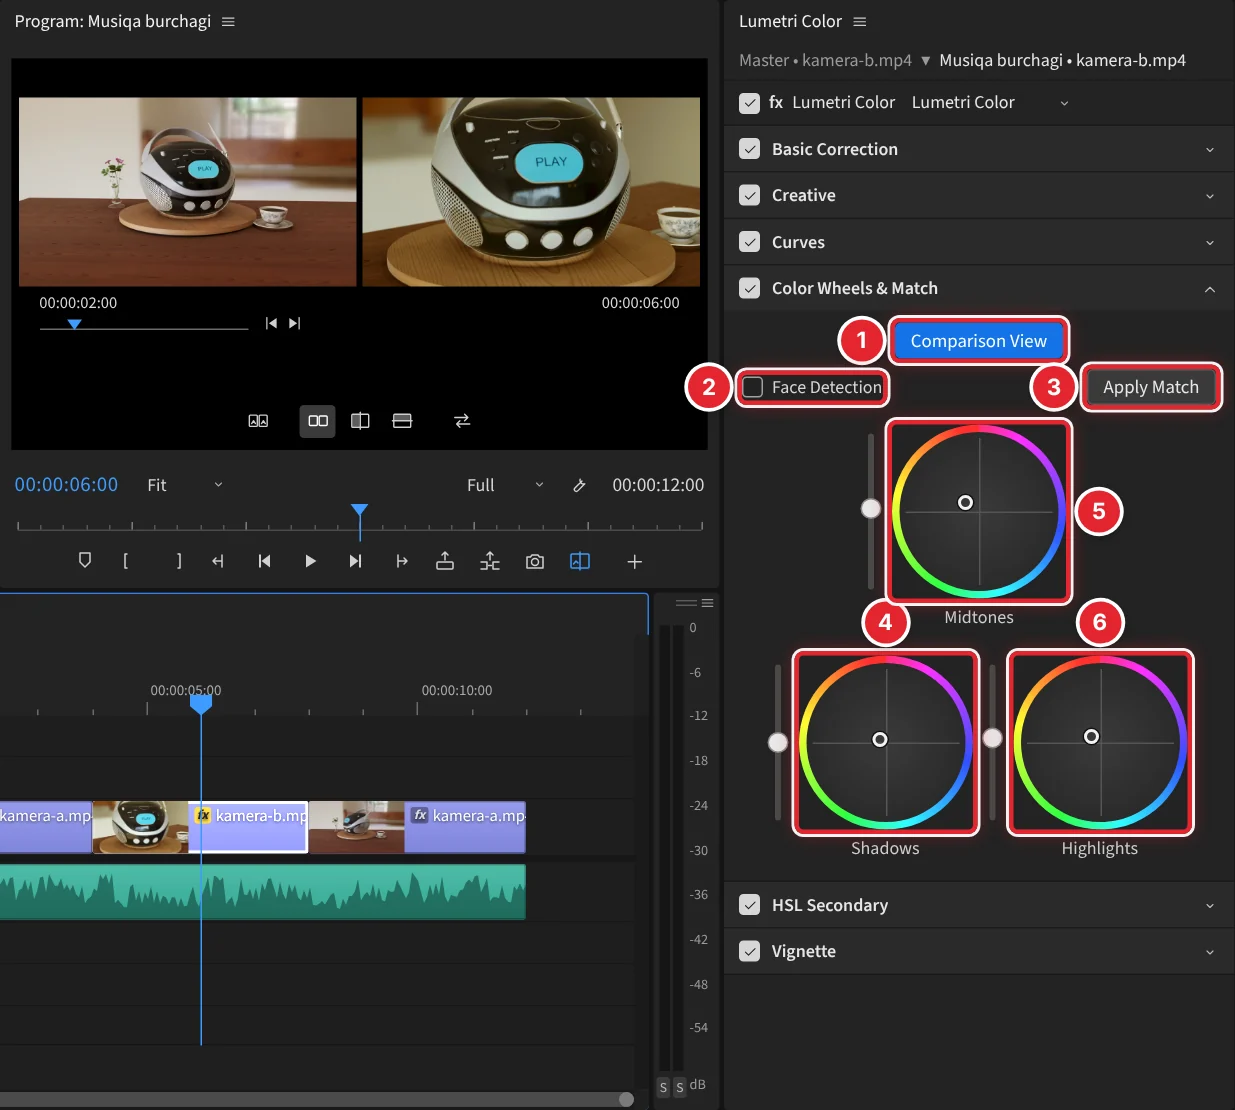 Program: Musiqa burchagi
PLAY
PLAY
00:00:02:00
00:00:06:00
00:00:06:00 Fit Full 00:00:12:00
00:00:05:00 00:00:10:00
kamera-a.mp
fx kamera-b.mp
fx kamera-a.mp
0
-6
-12
-18
-24
-30
-36
-42
-48
-54
dB
S S
Lumetri Color
Master • kamera-b.mp4 Musiqa burchagi • kamera-b.mp4
fx Lumetri Color Lumetri Color
Basic Correction
Creative
Curves
Color Wheels & Match
1 Comparison View
2 Face Detection
3 Apply Match
5
Midtones
4
6
Shadows
Highlights
HSL Secondary
Vignette